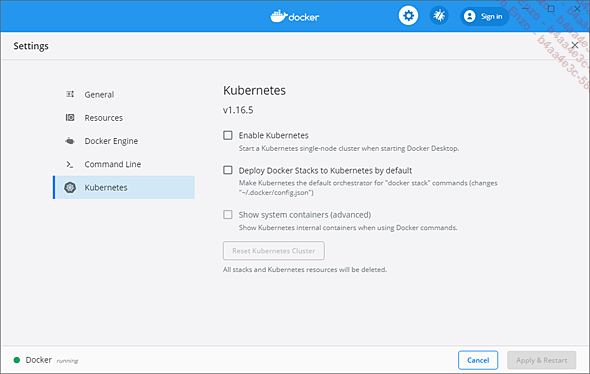 docker
Sign in
Settings
General
Resources
Docker Engine
Command Line
Kubernetes
Kubernetes
v1.16.5
Enable Kubernetes
Start a Kubernetes single-node cluster when starting Docker Desktop.
Deploy Docker Stacks to Kubernetes by default
Make Kubernetes the default orchestrator for "docker stack" commands (changes
"~/.docker/config.json")
Show system containers (advanced)
Show Kubernetes internal containers when using Docker commands.
Reset Kubernetes Cluster
All stacks and Kubernetes resources will be deleted.
Docker running
Cancel
Apply & Restart